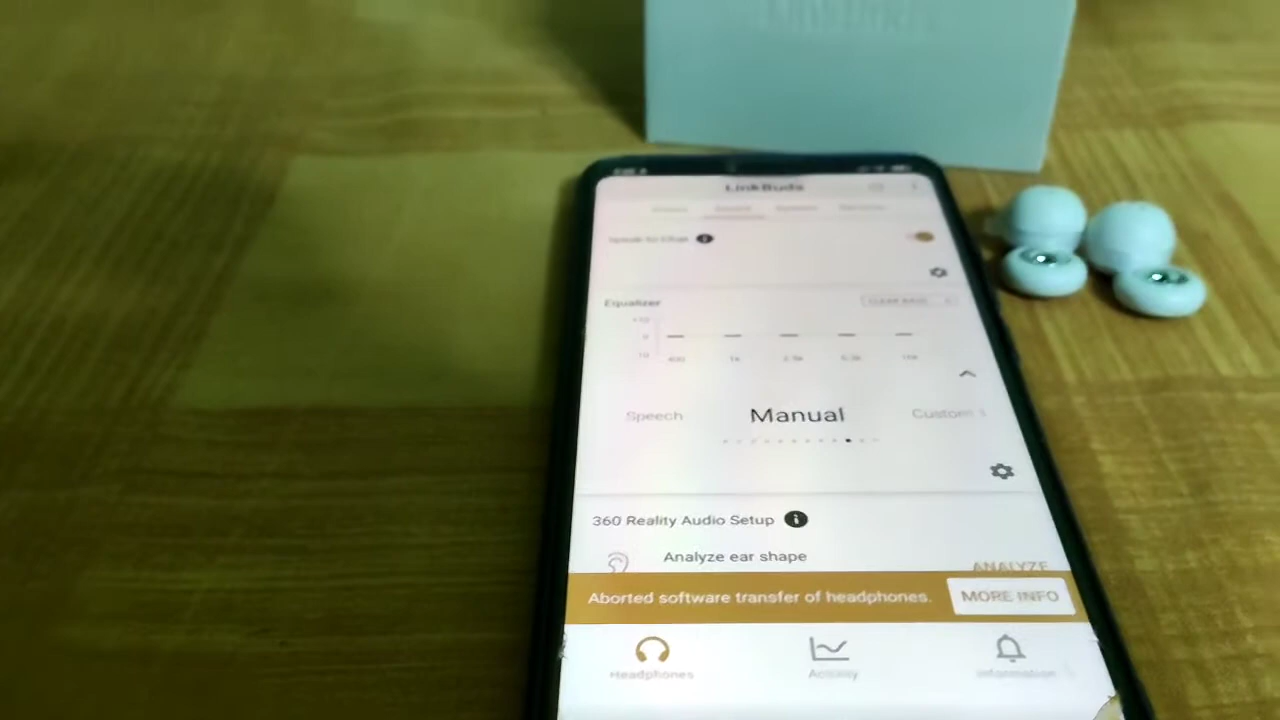 LinkBuds
Speak-to-Chat
Equalizer
CLEAR BASS
+10
0
-10
400 1k 2.5k 6.3k 16k
Speech Manual Custom 1
360 Reality Audio Setup
Analyze ear shape
ANALYZE
Aborted software transfer of headphones. MORE INFO
Headphones Activity Information